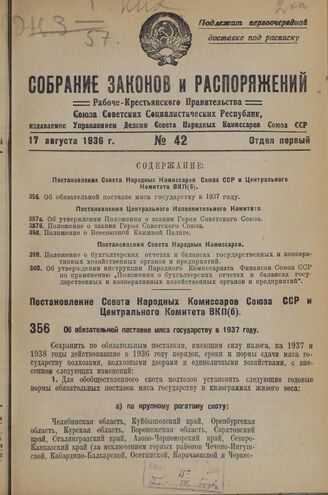 Подлежит первоочередной
доставке под расписку
СОБРАНИЕ ЗАКОНОВ И РАСПОРЯЖЕНИЙ
Рабоче-Крестьянского Правительства
Союза Советских Социалистических Республик,
издаваемое Управлением Делами Совета Народных Комиссаров Союза ССР
17 августа 1936 г. № 42 Отдел первый
СОДЕРЖАНИЕ:
Постановление Совета Народных Комиссаров Союза ССР и Центрального
Комитета ВКП(б).
356. Об обязательной поставке мяса государству в 1937 году.
Постановления Центрального Исполнительного Комитета.
357а. Об утверждении Положения о звании Героя Советского Союза.
357б. Положение о звании Героя Советского Союза.
358. Положение о Всесоюзной Книжной Палате.
Постановления Совета Народных Комиссаров.
359. Положение о бухгалтерских отчетах и балансах государственных и кооперативных хозяйственных органов и предприятий.
360. Об утверждении инструкции Народного Комиссариата Финансов Союза ССР
по применению „Положения о бухгалтерских отчетах и балансах государственных и кооперативных хозяйственных органов и предприятий".
Постановление Совета Народных Комиссаров Союза ССР и
Центрального Комитета ВКП(б).
356 Об обязательной поставке мяса государству в 1937 году.
Сохранить по обязательным поставкам, имеющим силу налога, на 1937 и
1938 годы действовавшие в 1936 году порядок, сроки и нормы сдачи мяса государству колхозами, колхозными дворами и единоличными хозяйствами, с внесением следующих изменений:
1. Для обобществленного скота колхозов установить следующие годовые
нормы обязательных поставок мяса государству в килограммах живого веса:
а) по крупному рогатому скоту:
Челябинская область, Куйбышевский край, Оренбургская
область, Курская область, Воронежская область, Саратовский
край, Сталинградский край, Азово-Черноморский край, Северо-
Кавказский край (за исключением горных районов Чечено-Ингушской, Кабардино-Балкарской, Осетинской, Карачаевской и Черкес-